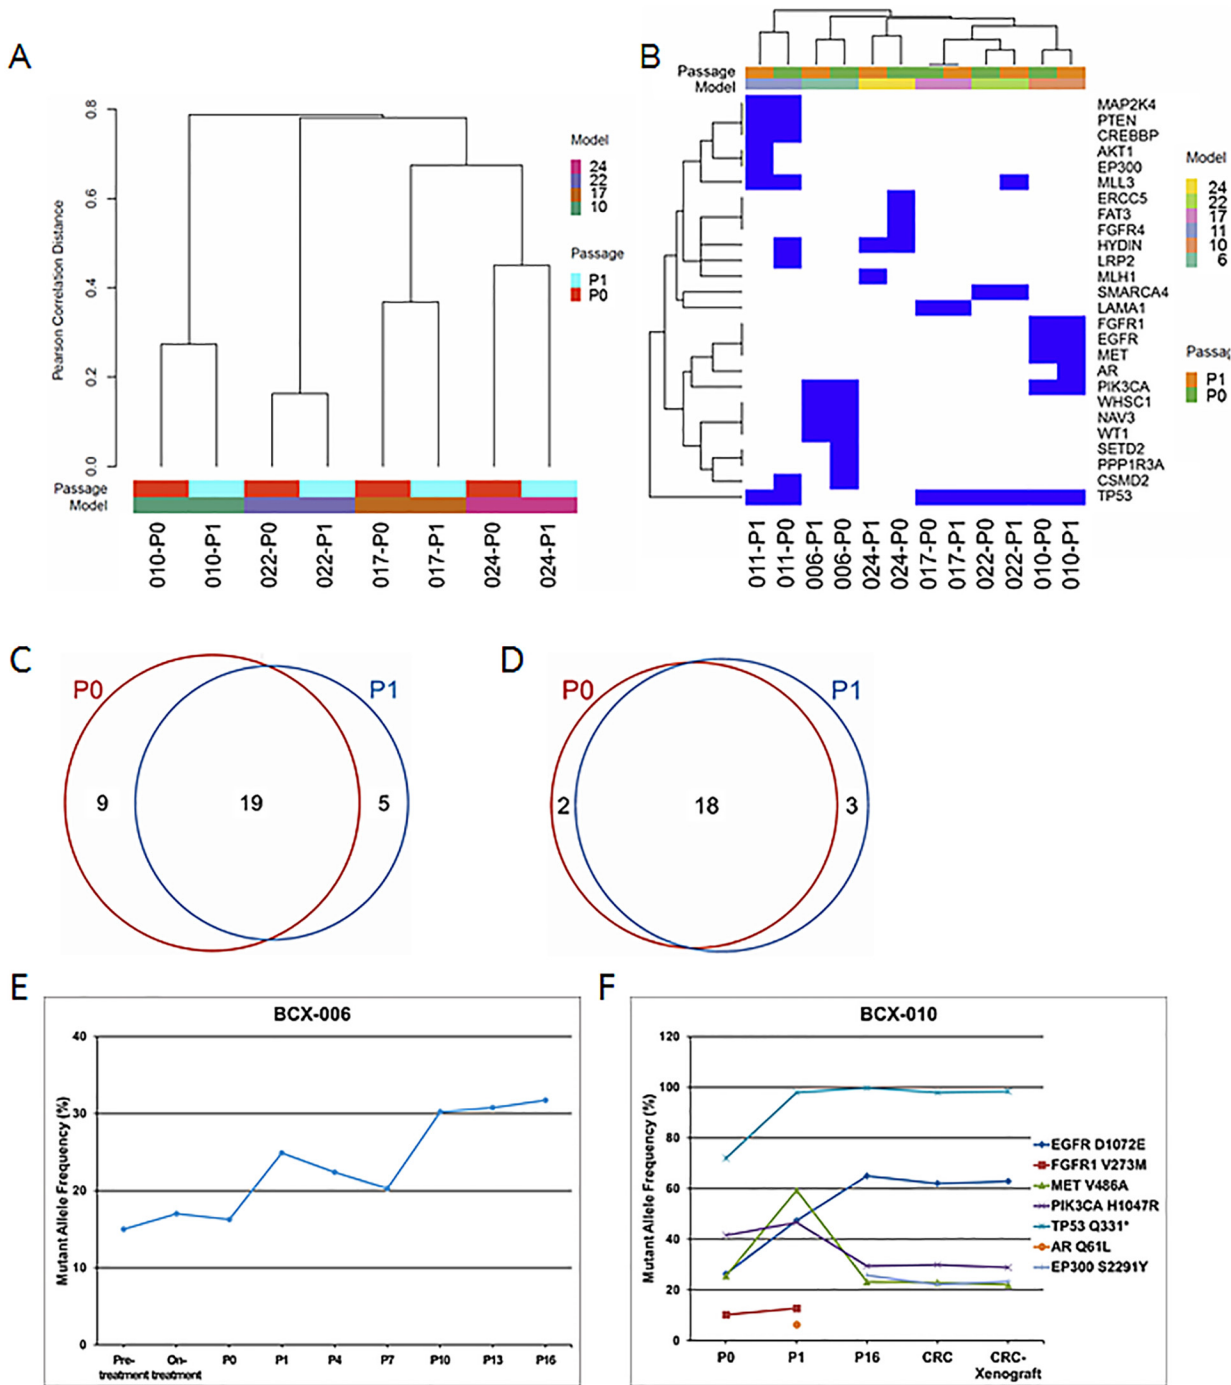 A
Pearson Correlation Distance
0.0
0.2
0.4
0.6
0.8
Model
24
22
17
10
Passage
P1
P0
Passage
Model
010-P0
010-P1
022-P0
022-P1
017-P0
017-P1
024-P0
024-P1
B
Passage
Model
MAP2K4
PTEN
CREBBP
AKT1
EP300
MLL3
ERCC5
FAT3
FGFR4
HYDIN
LRP2
MLH1
SMARCA4
LAMA1
FGFR1
EGFR
MET
AR
PIK3CA
WHSC1
NAV3
WT1
SETD2
PPP1R3A
CSMD2
TP53
Model
24
22
17
11
10
6
Passag
P1
P0
011-P1
011-P0
006-P1
006-P0
024-P1
024-P0
017-P0
017-P1
022-P0
022-P1
010-P0
010-P1
C
P0
P1
9
19
5
D
P0
P1
2
18
3
E
BCX-006
Mutant Allele Frequency (%)
40
30
20
10
0
Pre-treatment
On-treatment
P0
P1
P4
P7
P10
P13
P16
F
BCX-010
Mutant Allele Frequency (%)
120
100
80
60
40
20
0
P0
P1
P16
CRC
CRC-Xenograft
EGFR D1072E
FGFR1 V273M
MET V486A
PIK3CA H1047R
TP53 Q331*
AR Q61L
EP300 S2291Y